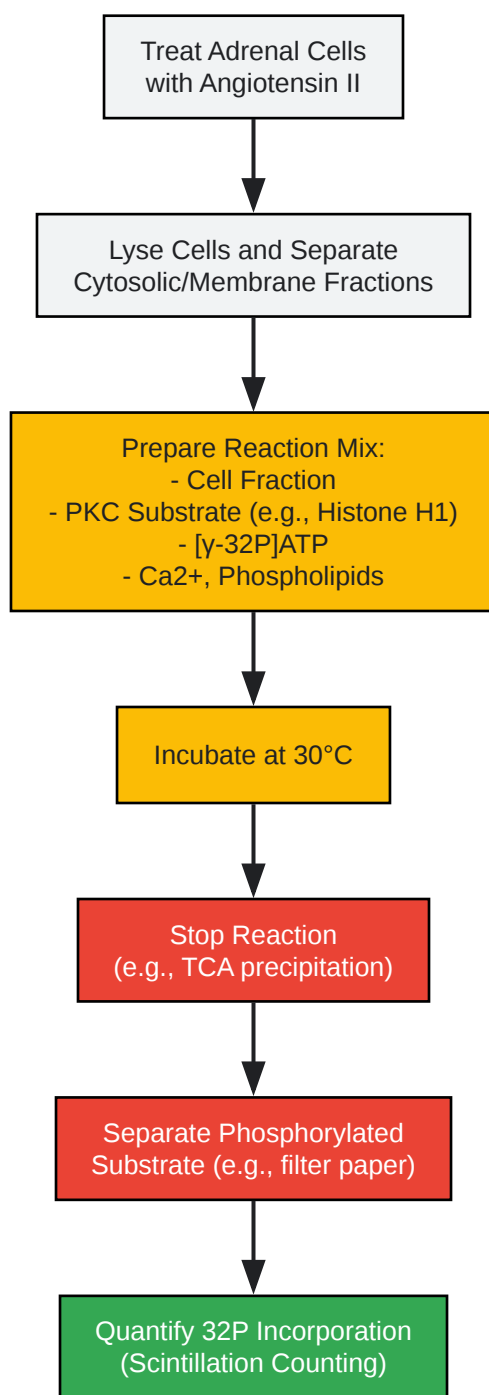 Treat Adrenal Cells
with Angiotensin II
Lyse Cells and Separate
Cytosolic/Membrane Fractions
Prepare Reaction Mix:
- Cell Fraction
- PKC Substrate (e.g., Histone H1)
- [γ-32P]ATP
- Ca2+, Phospholipids
Incubate at 30°C
Stop Reaction
(e.g., TCA precipitation)
Separate Phosphorylated
Substrate (e.g., filter paper)
Quantify 32P Incorporation
(Scintillation Counting)